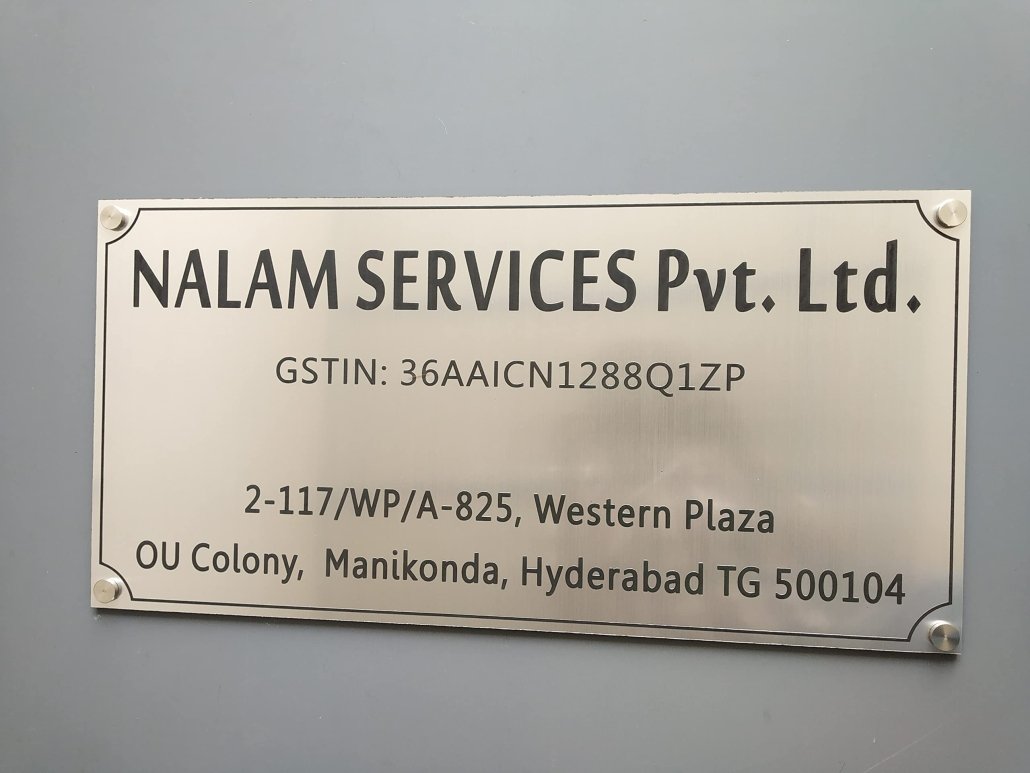 NALAM SERVICES Pvt. Ltd.
GSTIN: 36AAICN1288Q1ZP
2-117/WP/A-825, Western Plaza
OU Colony, Manikonda, Hyderabad TG 500104